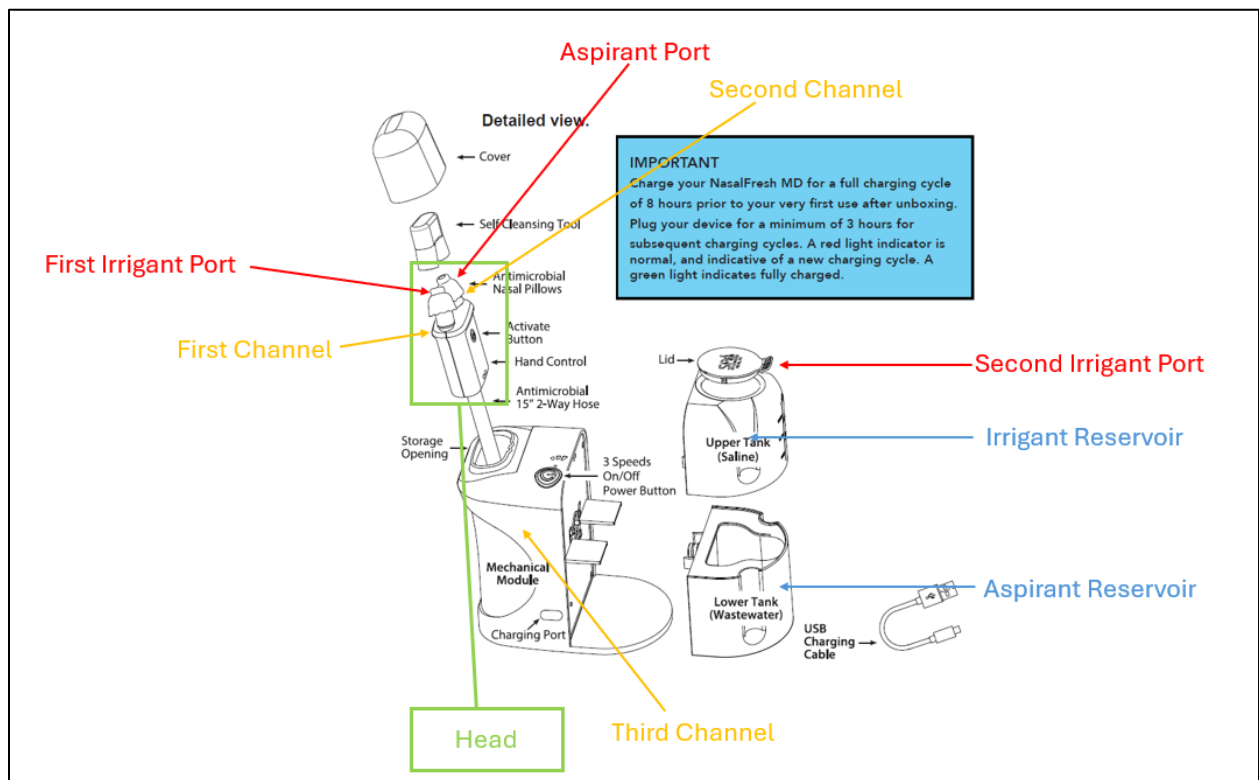 Aspirant Port
Second Channel
Detailed view.
Cover
IMPORTANT
Charge your NasalFresh MD for a full charging cycle
of 8 hours prior to your very first use after unboxing.
Plug your device for a minimum of 3 hours for
subsequent charging cycles. A red light indicator is
normal, and indicative of a new charging cycle. A
green light indicates fully charged.
Self Cleansing Tool
First Irrigant Port
Antimicrobial
Nasal Pillows
First Channel
Activate
Button
Hand Control
Lid
Second Irrigant Port
Antimicrobial
15" 2-Way Hose
Storage
Opening
Upper Tank
(Saline)
Irrigant Reservoir
3 Speeds
On/Off
Power Button
Mechanical
Module
Lower Tank
(Wastewater)
Aspirant Reservoir
Charging Port
USB
Charging
Cable
Head
Third Channel